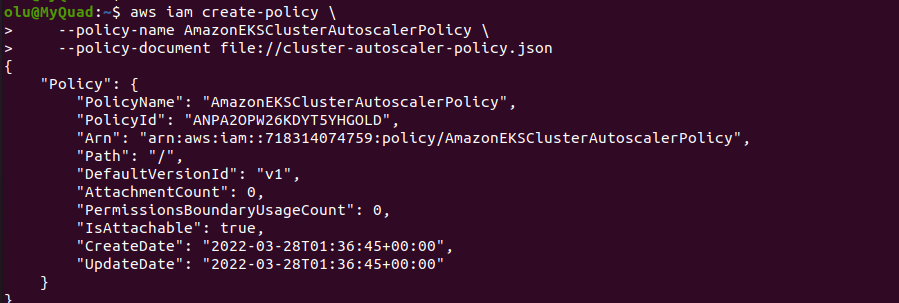 olu@MyQuad:~$ aws iam create-policy \
>     --policy-name AmazonEKSClusterAutoscalerPolicy \
>     --policy-document file://cluster-autoscaler-policy.json
{
    "Policy": {
        "PolicyName": "AmazonEKSClusterAutoscalerPolicy",
        "PolicyId": "ANPA2OPW26KDYT5YHGOLD",
        "Arn": "arn:aws:iam::718314074759:policy/AmazonEKSClusterAutoscalerPolicy",
        "Path": "/",
        "DefaultVersionId": "v1",
        "AttachmentCount": 0,
        "PermissionsBoundaryUsageCount": 0,
        "IsAttachable": true,
        "CreateDate": "2022-03-28T01:36:45+00:00",
        "UpdateDate": "2022-03-28T01:36:45+00:00"
    }
}